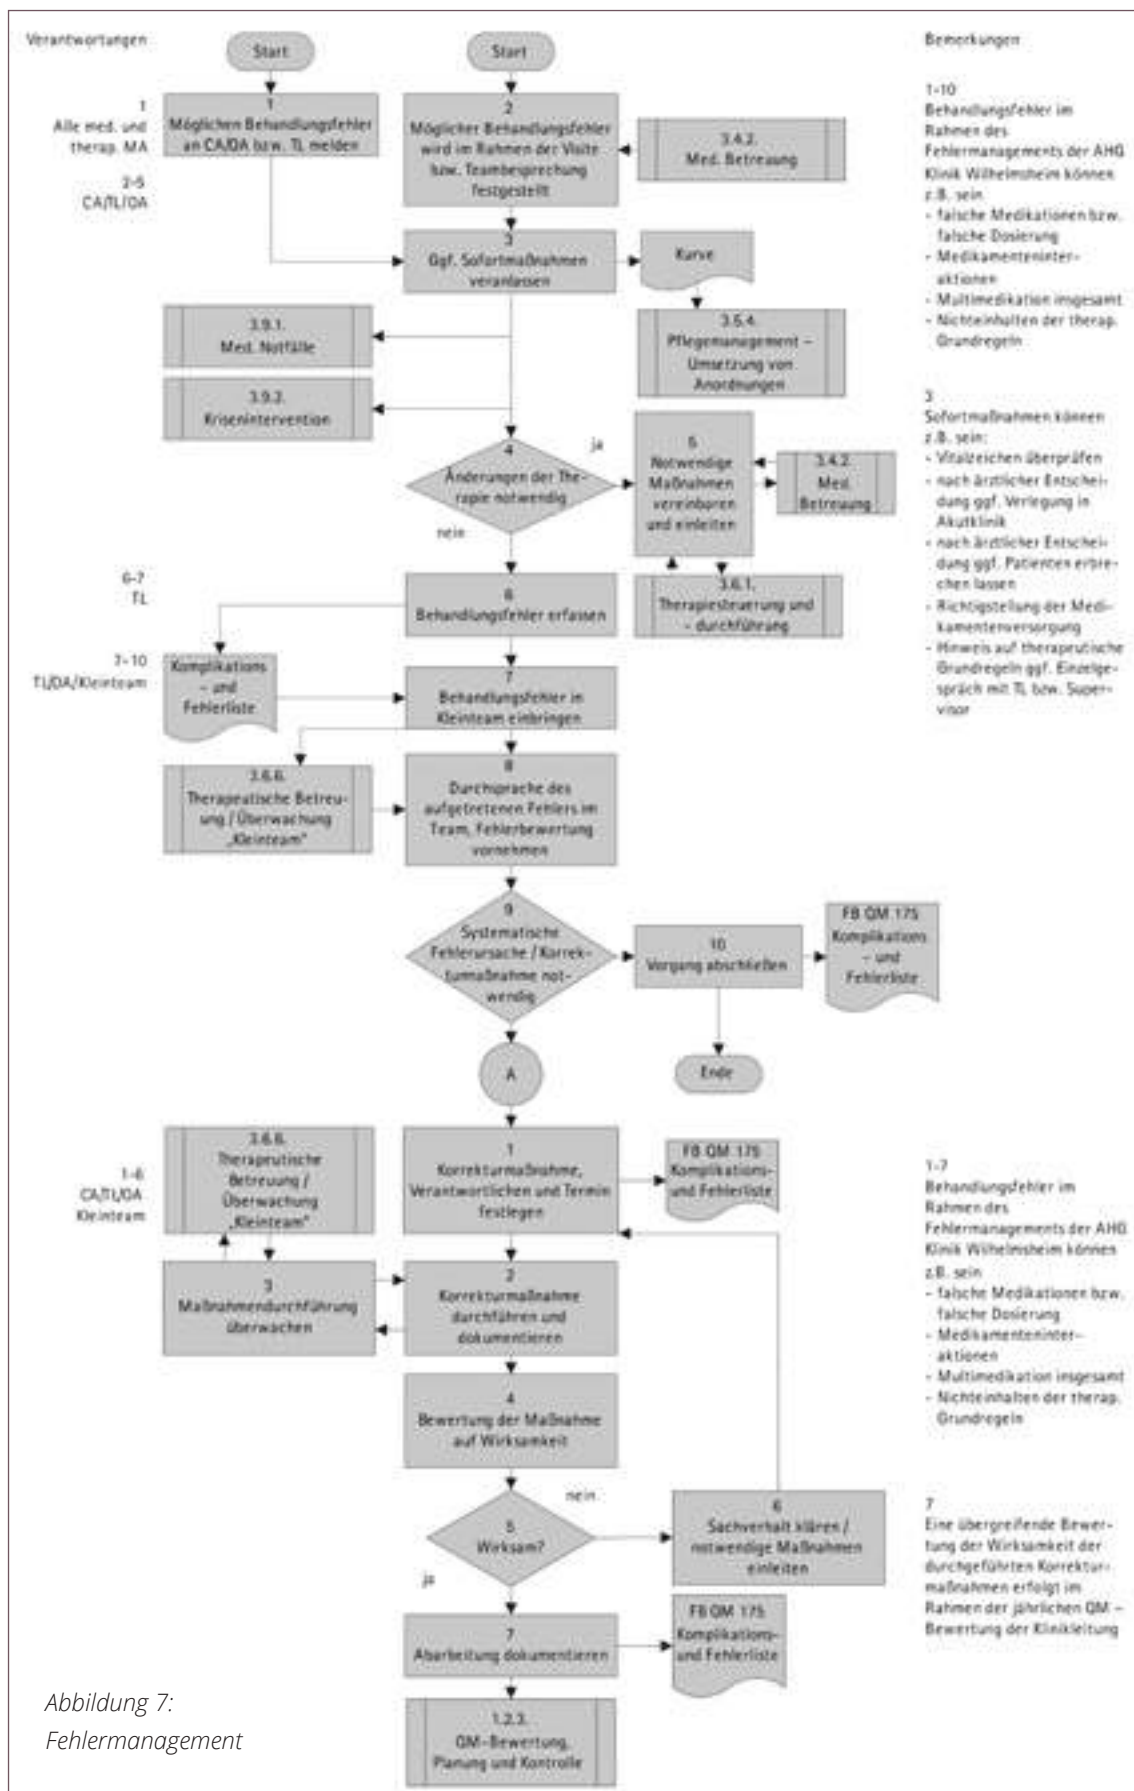 Verantwortungen
Start
Start
Bemerkungen
1
Alle med. und
therap. MA
2-5
CA/TL/OA
1
Möglichen Behandlungsfehler
an CA/OA bzw. TL melden
2
Möglicher Behandlungsfehler
wird im Rahmen der Visite
bzw. Teambesprechung
festgestellt
3.4.2.
Med. Betreuung
1-10
Behandlungsfehler im
Rahmen des
Fehlermanagements der AHG
Klinik Wilhelmsheim können
z.B. sein
- falsche Medikationen bzw.
falsche Dosierung
- Medikamenteninter-
aktionen
- Multimedikation insgesamt
- Nichteinhalten der therap.
Grundregeln
3
Ggf. Sofortmaßnahmen
veranlassen
Kurve
3.9.1.
Med. Notfälle
3.5.4.
Pflegemanagement –
Umsetzung von
Anordnungen
3.9.2.
Krisenintervention
3
Sofortmaßnahmen können
z.B. sein:
- Vitalzeichen überprüfen
- nach ärztlicher Entschei-
dung ggf. Verlegung in
Akutklinik
- nach ärztlicher Entschei-
dung ggf. Patienten erbre-
chen lassen
- Richtigstellung der Medi-
kamentenversorgung
- Hinweis auf therapeutische
Grundregeln ggf. Einzelge-
spräch mit TL bzw. Super-
visor
4
Änderungen der The-
rapie notwendig
ja
nein
5
Notwendige
Maßnahmen
vereinbaren
und einleiten
3.4.2.
Med.
Betreuung
3.6.1.
Therapiesteuerung und
- durchführung
6-7
TL
6
Behandlungsfehler erfassen
7-10
TL/OA/Kleinteam
Komplikations
- und
Fehlerliste
7
Behandlungsfehler in
Kleinteam einbringen
3.6.6.
Therapeutische Betreu-
ung / Überwachung
„Kleinteam“
8
Durchsprache des
aufgetretenen Fehlers im
Team, Fehlerbewertung
vornehmen
9
Systematische
Fehlerursache / Korrek-
turmaßnahme not-
wendig
10
Vorgang abschließen
FB QM 175
Komplikations
- und
Fehlerliste
A
Ende
1-6
CA/TL/OA
Kleinteam
3.6.6.
Therapeutische
Betreuung /
Überwachung
„Kleinteam“
1
Korrekturmaßnahme,
Verantwortlichen und Termin
festlegen
FB QM 175
Komplikations-
und Fehlerliste
1-7
Behandlungsfehler im
Rahmen des
Fehlermanagements der AHG
Klinik Wilhelmsheim können
z.B. sein
- falsche Medikationen bzw.
falsche Dosierung
- Medikamenteninter-
aktionen
- Multimedikation insgesamt
- Nichteinhalten der therap.
Grundregeln
3
Maßnahmendurchführung
überwachen
2
Korrekturmaßnahme
durchführen und
dokumentieren
4
Bewertung der Maßnahme
auf Wirksamkeit
5
Wirksam?
nein
ja
6
Sachverhalt klären /
notwendige Maßnahmen
einleiten
7
Eine übergreifende Bewer-
tung der Wirksamkeit der
durchgeführten Korrektur-
maßnahmen erfolgt im
Rahmen der jährlichen QM –
Bewertung der Klinikleitung
7
Abarbeitung dokumentieren
FB QM 175
Komplikations-
und Fehlerliste
1.2.3.
QM-Bewertung,
Planung und Kontrolle
Abbildung 7:
Fehlermanagement